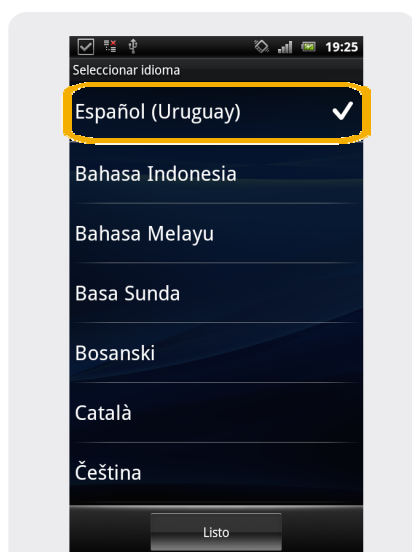 19:25
Seleccionar idioma
Español (Uruguay)
Bahasa Indonesia
Bahasa Melayu
Basa Sunda
Bosanski
Català
Čeština
Listo